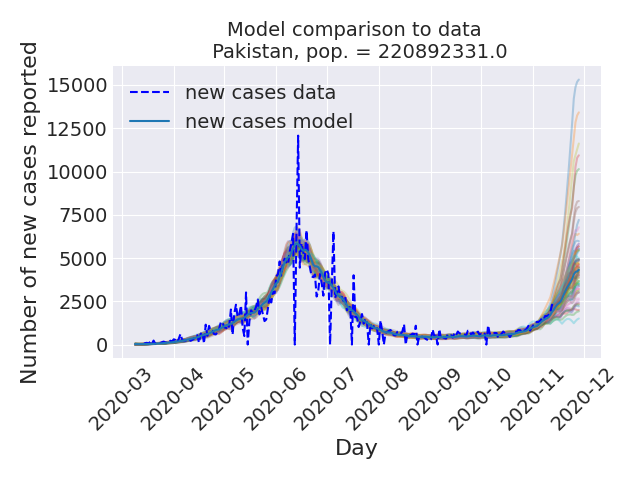 Model comparison to data
Pakistan, pop. = 220892331.0
Number of new cases reported
15000
12500
10000
7500
5000
2500
0
new cases data
new cases model
2020-03
2020-04
2020-05
2020-06
2020-07
2020-08
2020-09
2020-10
2020-11
2020-12
Day